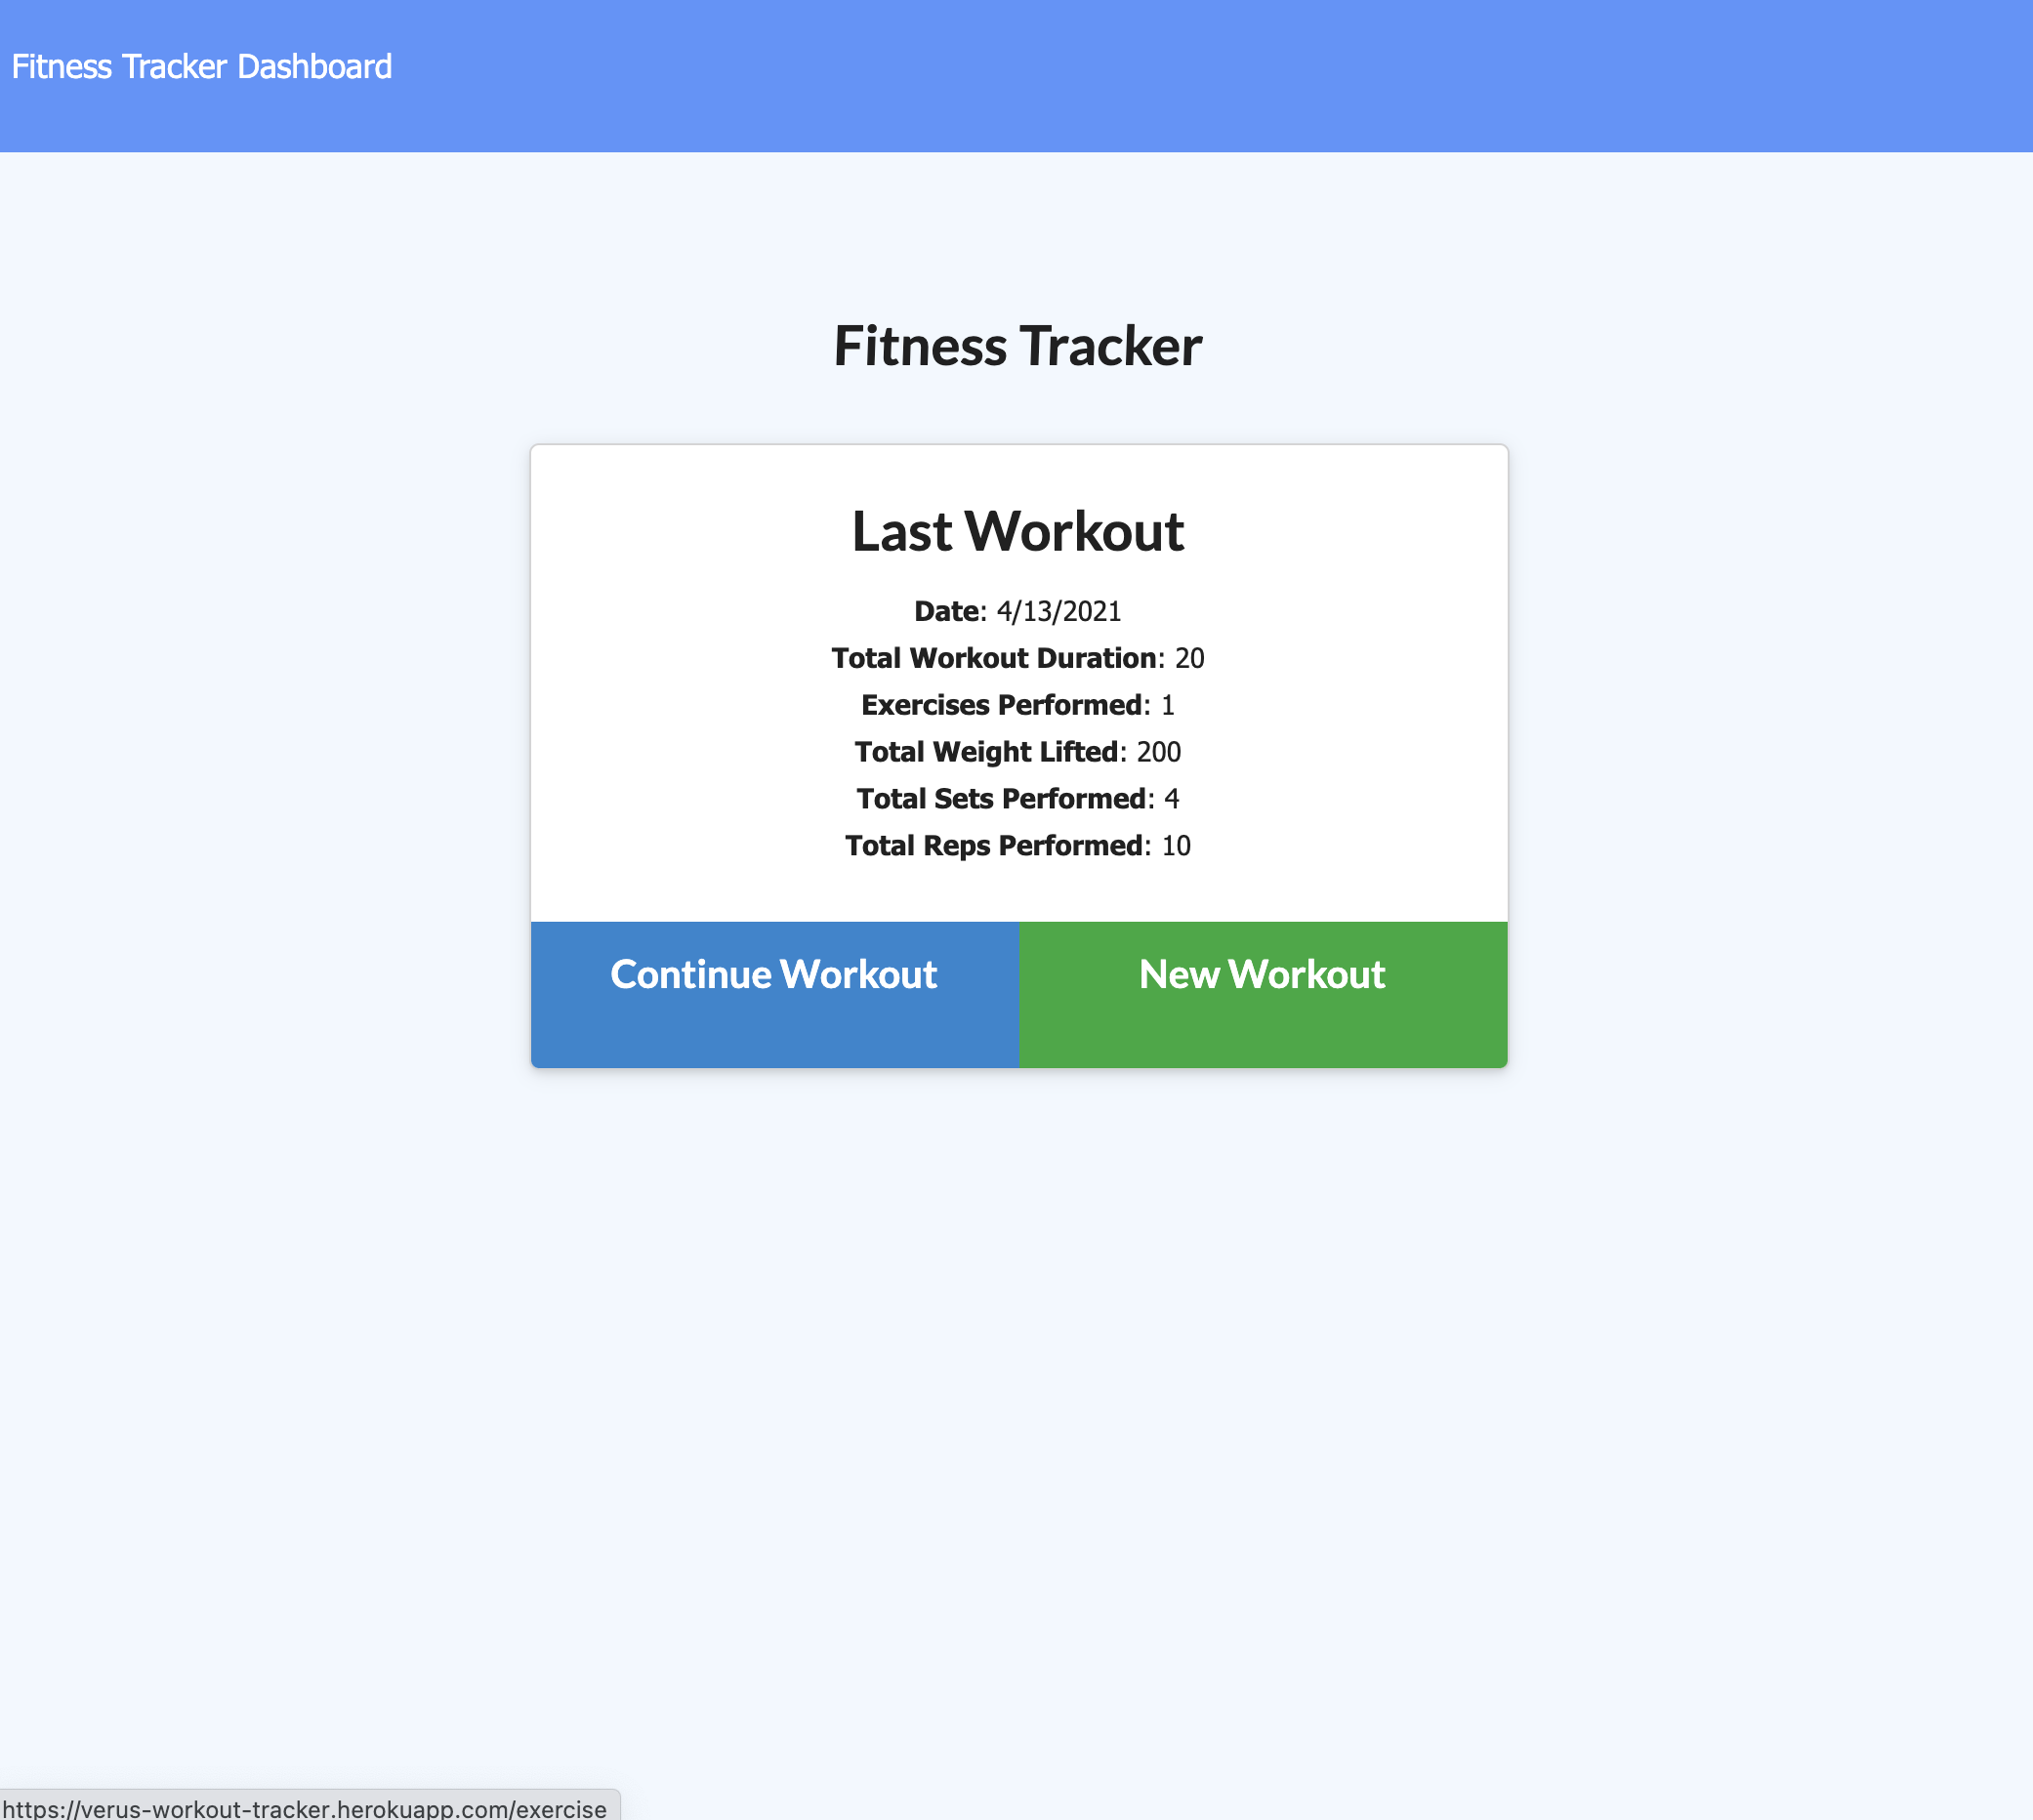 Fitness Tracker Dashboard
Fitness Tracker
Last Workout
Date: 4/13/2021
Total Workout Duration: 20
Exercises Performed: 1
Total Weight Lifted: 200
Total Sets Performed: 4
Total Reps Performed: 10
Continue Workout
New Workout
https://verus-workout-tracker.herokuapp.com/exercise